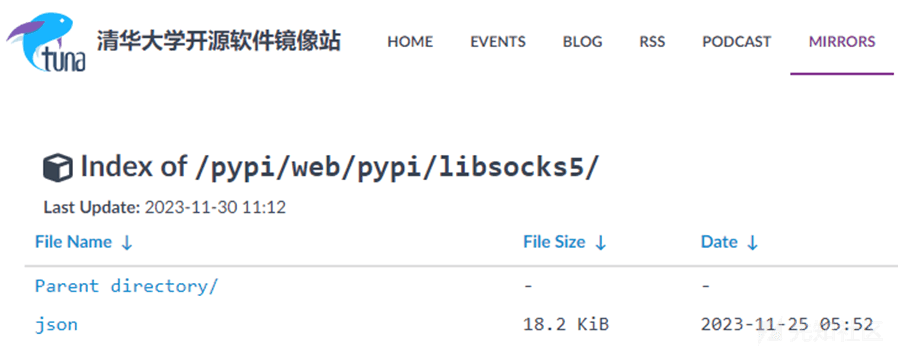 tuna 清华大学开源软件镜像站 HOME EVENTS BLOG RSS PODCAST MIRRORS
Index of /pypi/web/pypi/libsocks5/
Last Update: 2023-11-30 11:12
File Name ↓ File Size ↓ Date ↓
Parent directory/ - -
json 18.2 KiB 2023-11-25 05:52